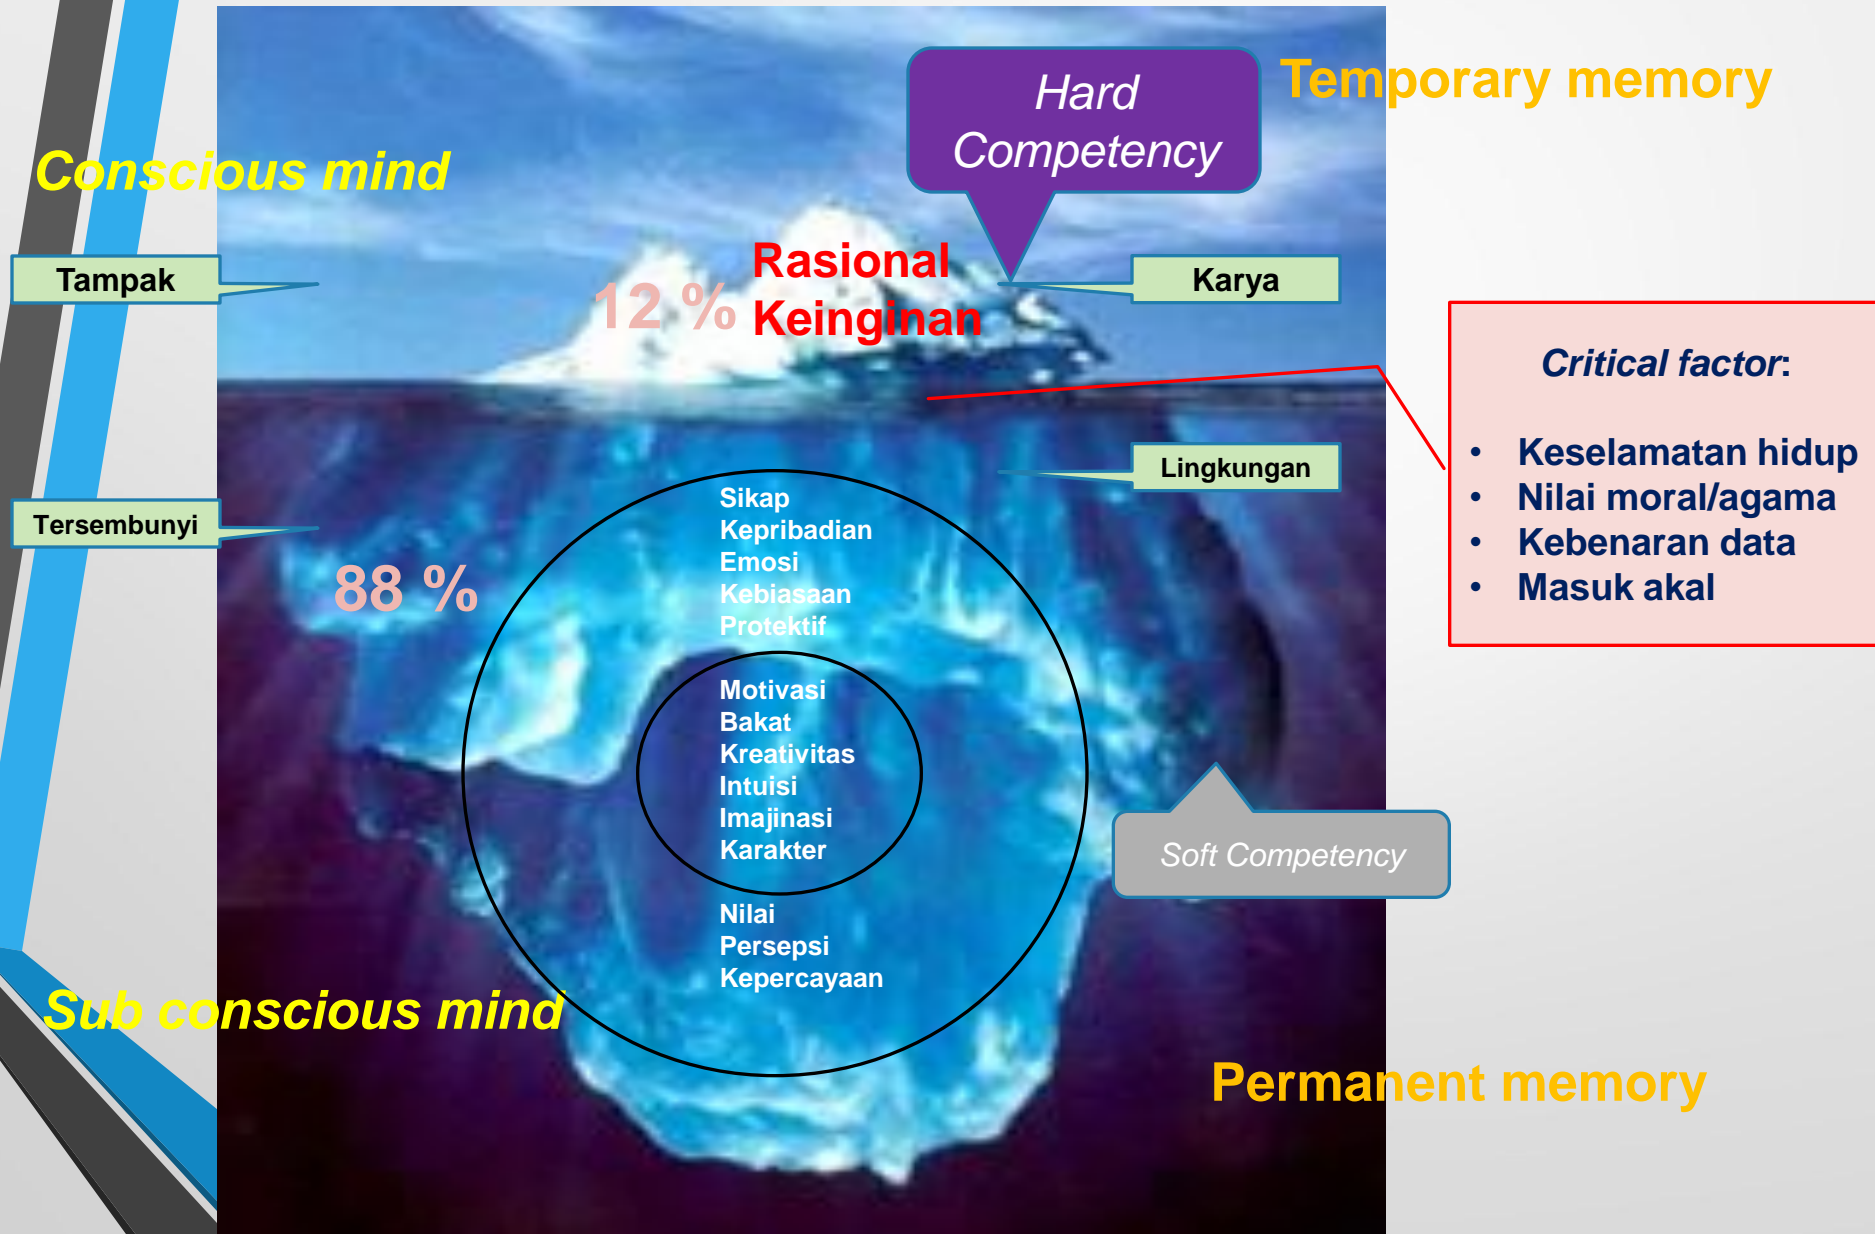 Hard
Competency
Temporary memory
Conscious mind
Tampak
12 %
Rasional
Keinginan
Karya
Critical factor:
• Keselamatan hidup
• Nilai moral/agama
• Kebenaran data
• Masuk akal
Lingkungan
Tersembunyi
88 %
Sikap
Kepribadian
Emosi
Kebiasaan
Protektif
Motivasi
Bakat
Kreativitas
Intuisi
Imajinasi
Karakter
Soft Competency
Nilai
Persepsi
Kepercayaan
Sub conscious mind
Permanent memory